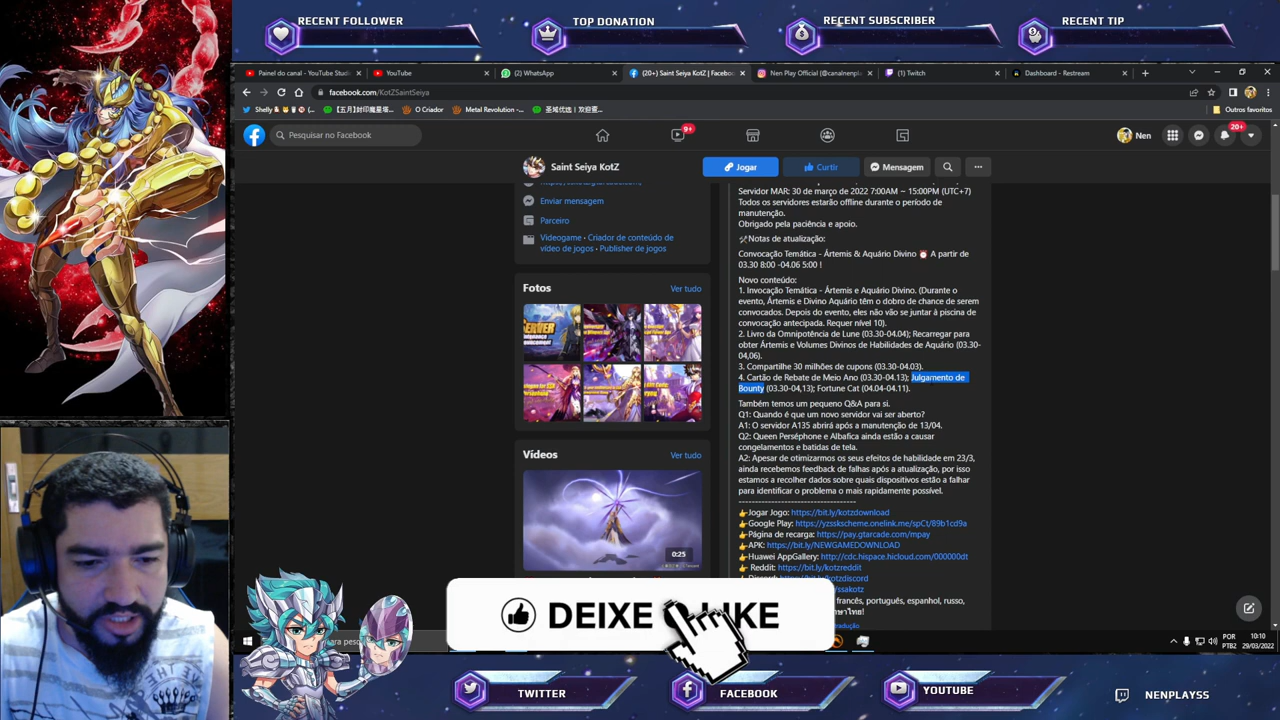 RECENT FOLLOWER
TOP DONATION
RECENT SUBSCRIBER
RECENT TIP
Painel do canal - YouTube Stud
YouTube
(2) WhatsApp
(20+) Saint Seiya KotZ | Facebo
Nen Play Official (@canalnenpl
(1) Twitch
Dashboard - Restream
facebook.com/KotZSaintSeiya
Shelly
O Criador
Metal Revolution -...
Outros favoritos
Pesquisar no Facebook
9+
Nen
20+
Saint Seiya KotZ
Jogar
Curtir
Mensagem
Enviar mensagem
Parceiro
Videogame · Criador de conteúdo de
vídeo de jogos · Publisher de jogos
Fotos
Ver tudo
Vídeos
Ver tudo
0:25
Servidor MAR: 30 de março de 2022 7:00AM ~ 15:00PM (UTC+7)
Todos os servidores estarão offline durante o período de
manutenção.
Obrigado pela paciência e apoio.
Notas de atualização:
Convocação Temática - Ártemis & Aquário Divino ⏰ A partir de
03.30 8:00 -04.06 5:00 !
Novo conteúdo:
1. Invocação Temática - Ártemis e Aquário Divino. (Durante o
evento, Ártemis e Divino Aquário têm o dobro de chance de serem
convocados. Depois do evento, eles não vão se juntar à piscina de
convocação antecipada. Requer nível 10).
2. Livro da Omnipotência de Lune (03.30-04.04); Recarregar para
obter Ártemis e Volumes Divinos de Habilidades de Aquário (03.30-
04,06).
3. Compartilhe 30 milhões de cupons (03.30-04.03).
4. Cartão de Rebate de Meio Ano (03.30-04.13); Julgamento de
Bounty (03.30-04,13); Fortune Cat (04.04-04.11).
Também temos um pequeno Q&A para si.
Q1: Quando é que um novo servidor vai ser aberto?
A1: O servidor A135 abrirá após a manutenção de 13/04.
Q2: Queen Perséphone e Albafica ainda estão a causar
congelamentos e batidas de tela.
A2: Apesar de otimizarmos os seus efeitos de habilidade em 23/3,
ainda recebemos feedback de falhas após a atualização, por isso
estamos a recolher dados sobre quais dispositivos estão a falhar
para identificar o problema o mais rapidamente possível.
------------------------------------
👉Jogar Jogo: https://bit.ly/kotzdownload
👉Google Play: https://yzsskscheme.onelink.me/spCt/89b1cd9a
👉Página de recarga: https://pay.gtarcade.com/mpay
👉APK: https://bit.ly/NEWGAMEDOWNLOAD
👉Huawei AppGallery: http://cdc.hispace.hicloud.com/000000dt
👉 Reddit: https://bit.ly/kotzreddit
/kotzdiscord
/ssakotz
francês, português, espanhol, russo,
DEIXE O LIKE
para pesq
POR
PTB2
10:10
29/03/2022
TWITTER
FACEBOOK
YOUTUBE
NENPLAYSS